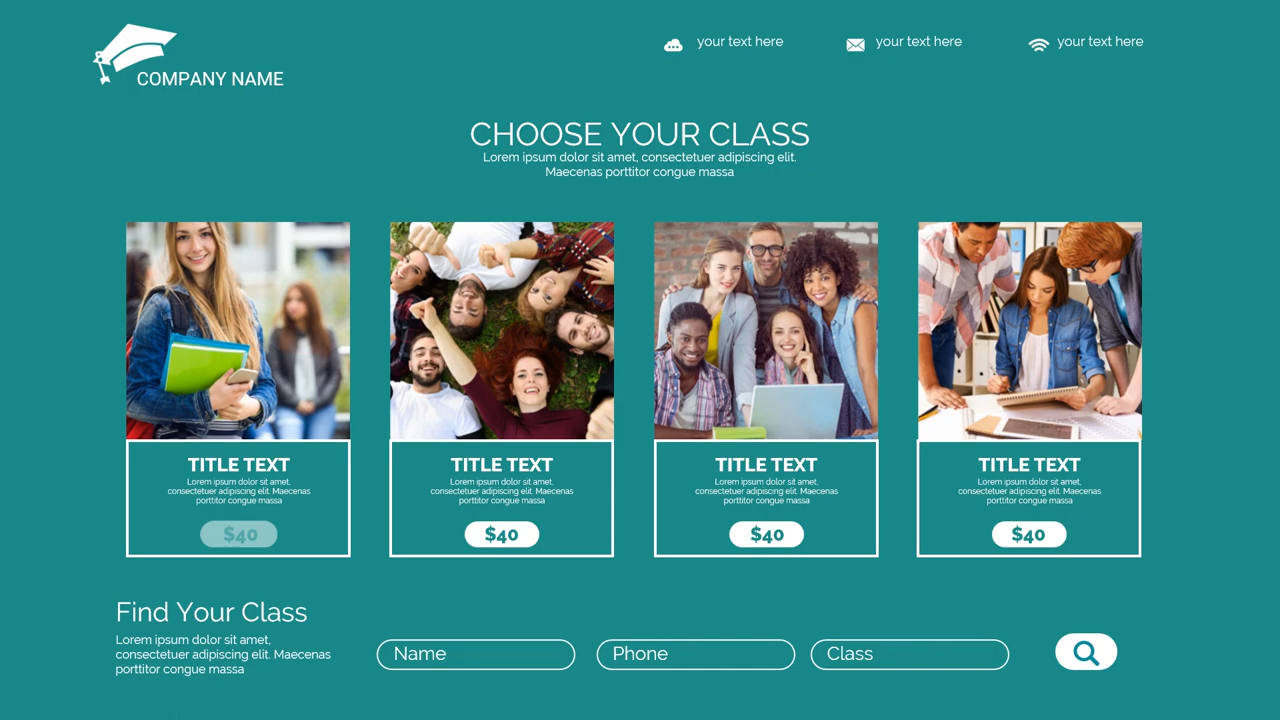 COMPANY NAME
your text here
your text here
your text here
CHOOSE YOUR CLASS
Lorem ipsum dolor sit amet, consectetuer adipiscing elit.
Maecenas porttitor congue massa
TITLE TEXT
Lorem ipsum dolor sit amet,
consectetuer adipiscing elit. Maecenas
porttitor congue massa
$40
TITLE TEXT
Lorem ipsum dolor sit amet,
consectetuer adipiscing elit. Maecenas
porttitor congue massa
$40
TITLE TEXT
Lorem ipsum dolor sit amet,
consectetuer adipiscing elit. Maecenas
porttitor congue massa
$40
TITLE TEXT
Lorem ipsum dolor sit amet,
consectetuer adipiscing elit. Maecenas
porttitor congue massa
$40
Find Your Class
Lorem ipsum dolor sit amet,
consectetuer adipiscing elit. Maecenas
porttitor congue massa
Name
Phone
Class